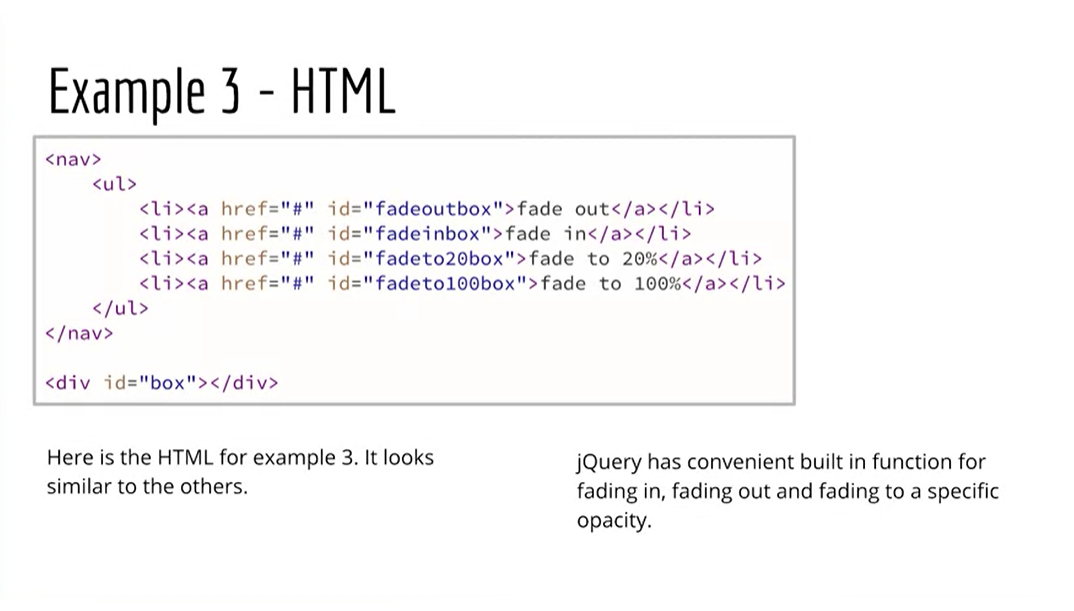 Example 3 - HTML
<nav>
<ul>
<li><a href="#" id="fadeoutbox">fade out</a></li>
<li><a href="#" id="fadeinbox">fade in</a></li>
<li><a href="#" id="fadeto20box">fade to 20%</a></li>
<li><a href="#" id="fadeto100box">fade to 100%</a></li>
</ul>
</nav>
<div id="box"></div>
Here is the HTML for example 3. It looks
similar to the others.
jQuery has convenient built in function for
fading in, fading out and fading to a specific
opacity.